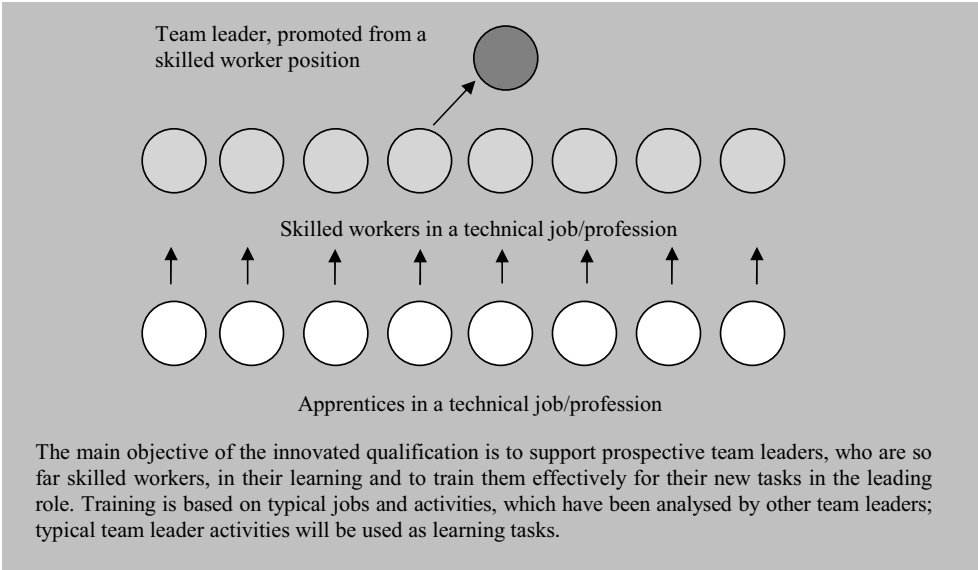 Team leader, promoted from a
skilled worker position
Skilled workers in a technical job/profession
Apprentices in a technical job/profession
The main objective of the innovated qualification is to support prospective team leaders, who are so
far skilled workers, in their learning and to train them effectively for their new tasks in the leading
role. Training is based on typical jobs and activities, which have been analysed by other team leaders;
typical team leader activities will be used as learning tasks.